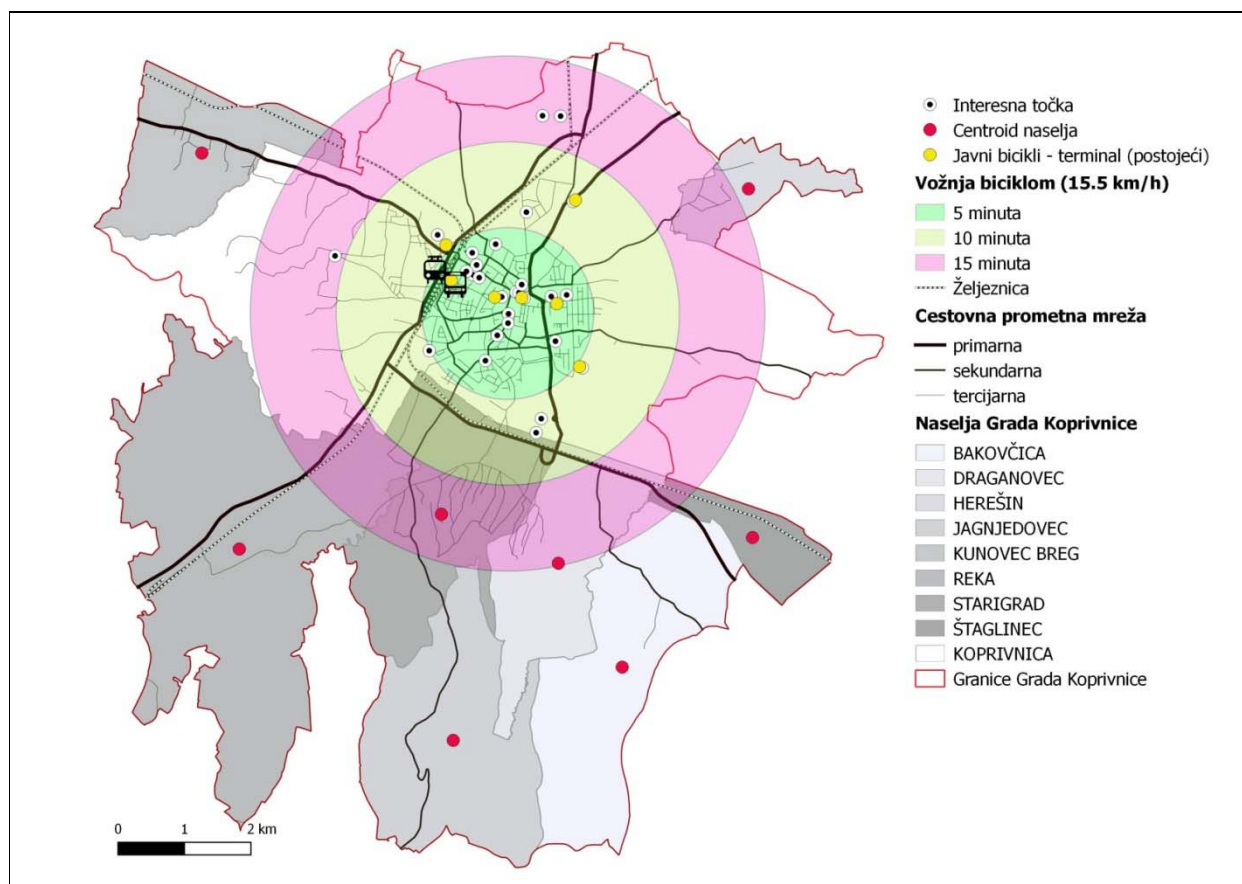 Interesna točka
Centroid naselja
Javni bicikli - terminal (postojeći)
Vožnja biciklom (15.5 km/h)
5 minuta
10 minuta
15 minuta
Željeznica
Cestovna prometna mreža
primarna
sekundarna
tercijarna
Naselja Grada Koprivnice
BAKOVČICA
DRAGANOVEC
HEREŠIN
JAGNJEDOVEC
KUNOVEC BREG
REKA
STARIGRAD
ŠTAGLINEC
KOPRIVNICA
Granice Grada Koprivnice
0 1 2 km